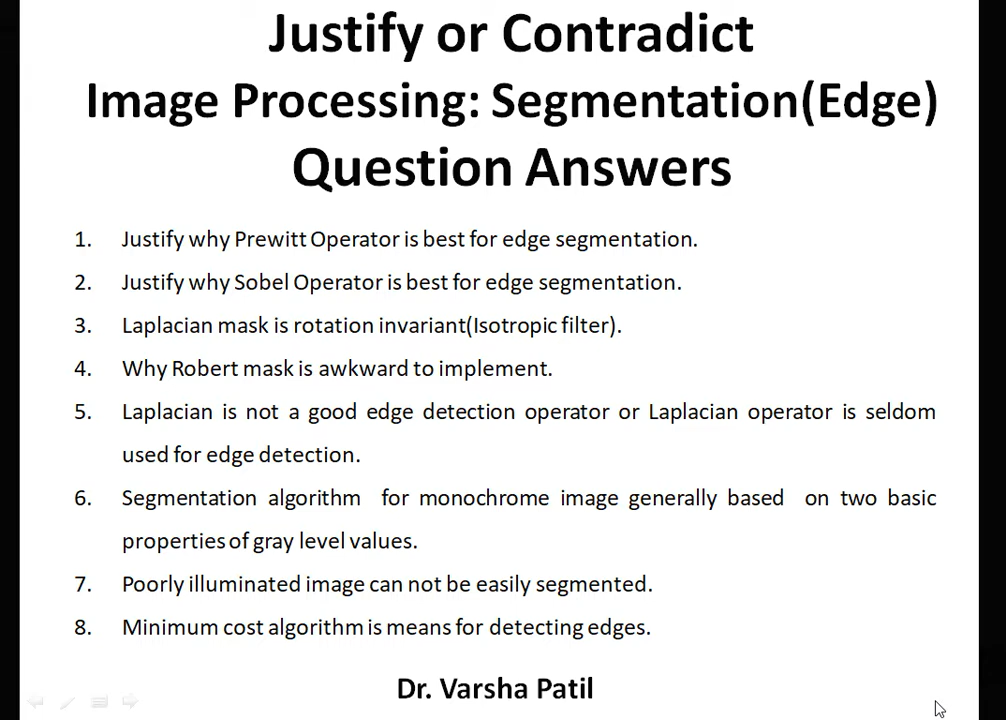 Justify or Contradict
Image Processing: Segmentation(Edge)
Question Answers
1. Justify why Prewitt Operator is best for edge segmentation.
2. Justify why Sobel Operator is best for edge segmentation.
3. Laplacian mask is rotation invariant(Isotropic filter).
4. Why Robert mask is awkward to implement.
5. Laplacian is not a good edge detection operator or Laplacian operator is seldom
used for edge detection.
6. Segmentation algorithm for monochrome image generally based on two basic
properties of gray level values.
7. Poorly illuminated image can not be easily segmented.
8. Minimum cost algorithm is means for detecting edges.
Dr. Varsha Patil